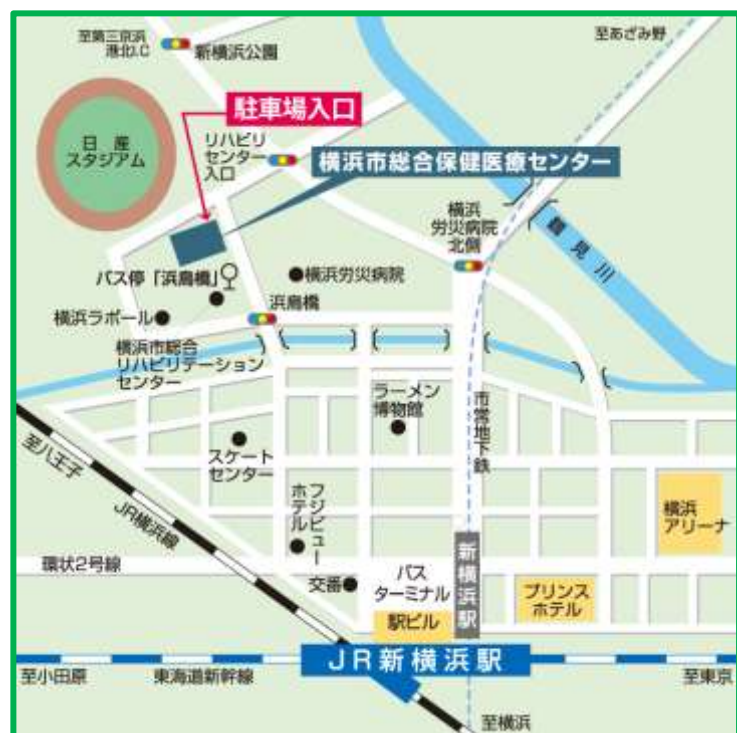 至第三京浜
港北I.C
新横浜公園
至あざみ野
駐車場入口
日産
スタジアム
リハビリ
センター
入口
横浜市総合保健医療センター
横浜
労災病院
北側
鶴見川
バス停「浜鳥橋」
横浜労災病院
横浜ラポール
浜鳥橋
横浜市総合
リハビリテーション
センター
ラーメン
博物館
市営地下鉄
至八王子
スケート
センター
JR横浜線
フジビュー
ホテル
横浜
アリーナ
環状2号線
交番
バス
ターミナル
新横浜駅
プリンス
ホテル
駅ビル
JR新横浜駅
至小田原
東海道新幹線
至東京
至横浜